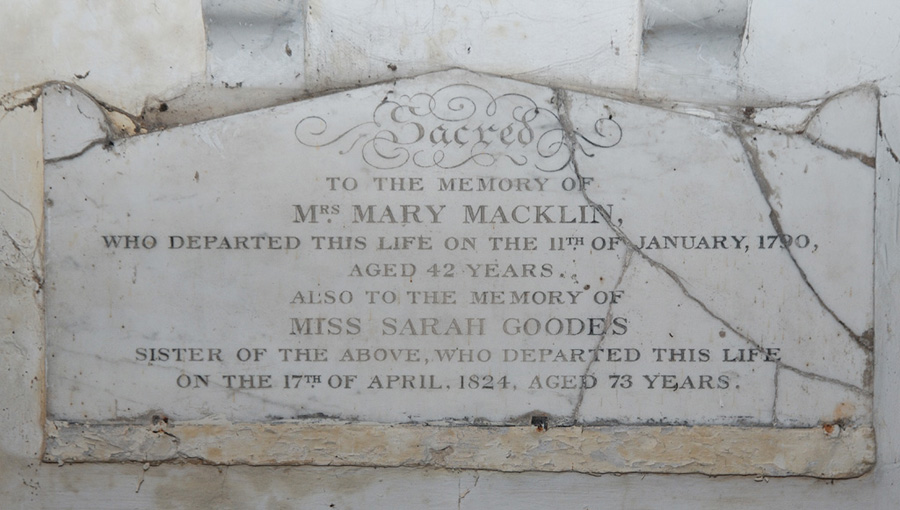 Sacred
TO THE MEMORY OF
Mrs MARY MACKLIN,
WHO DEPARTED THIS LIFE ON THE 11TH OF JANUARY, 1790,
AGED 42 YEARS.
ALSO TO THE MEMORY OF
MISS SARAH GOODES
SISTER OF THE ABOVE, WHO DEPARTED THIS LIFE
ON THE 17TH OF APRIL. 1824, AGED 73 YEARS.